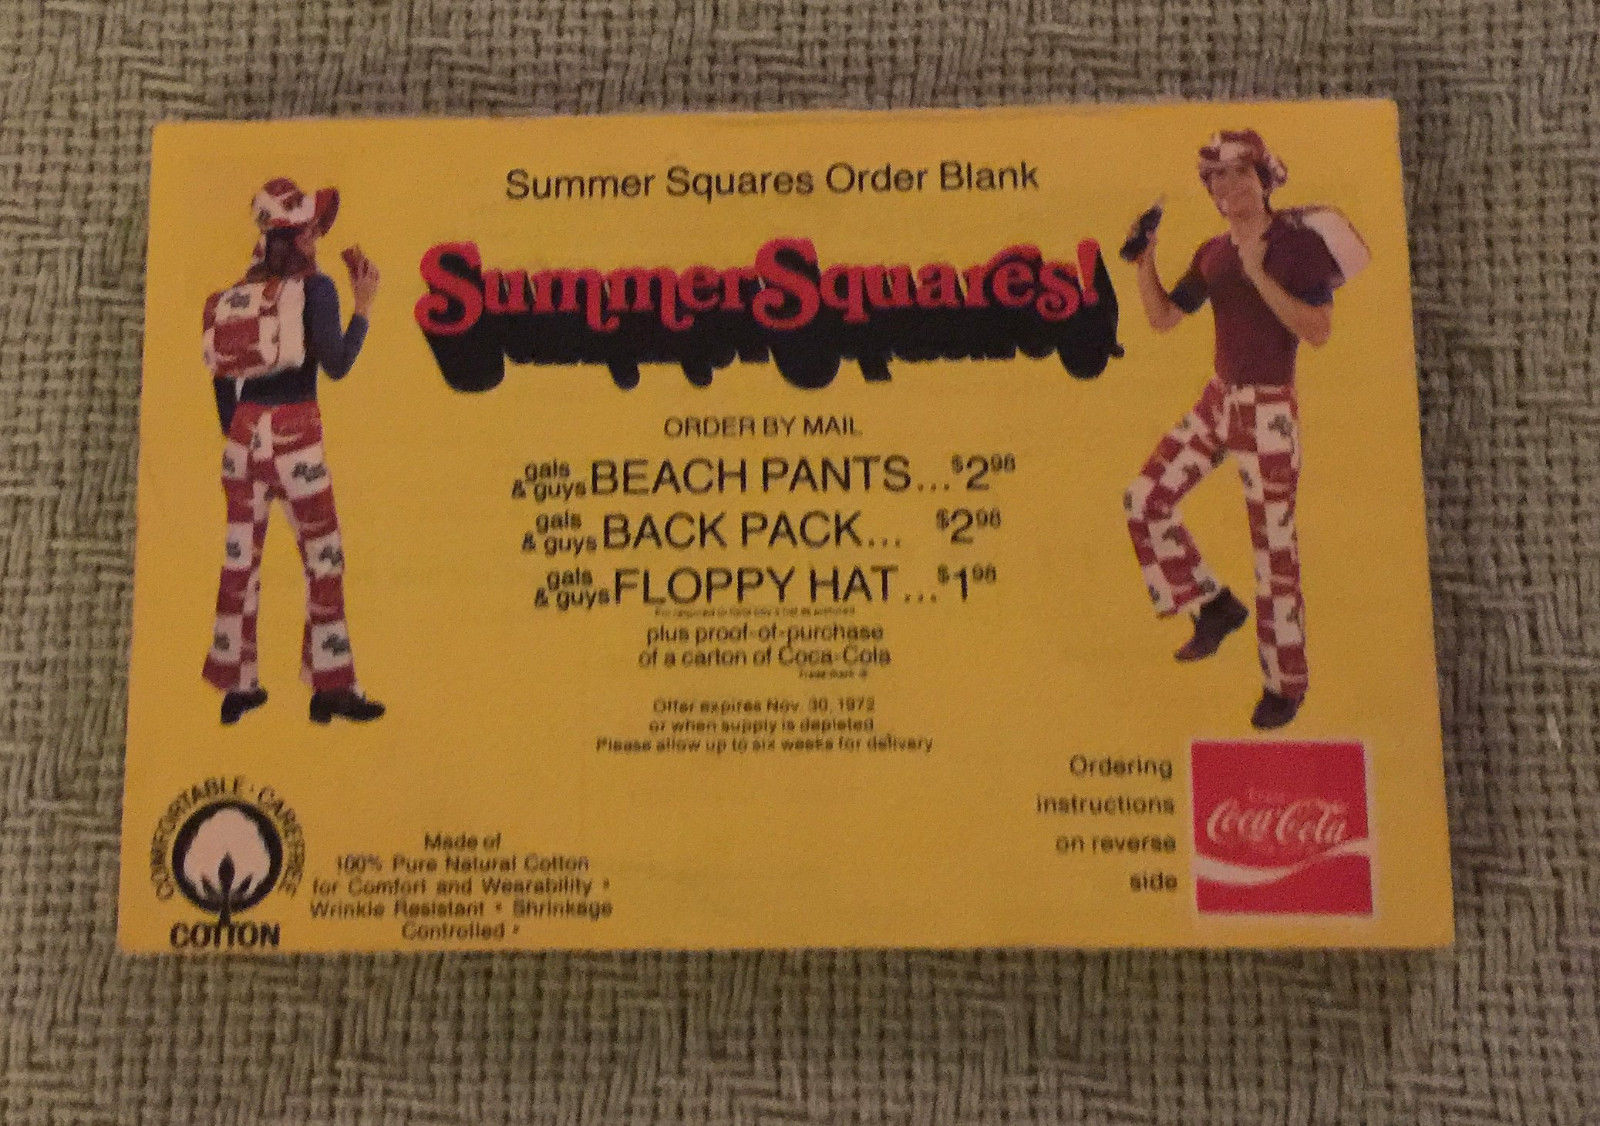 Summer Squares Order Blank
SummerSquares!
ORDER BY MAIL
gals & guys BEACH PANTS...$2 98
gals & guys BACK PACK... $2 98
gals & guys FLOPPY HAT...$1 98
plus proof-of-purchase
of a carton of Coca-Cola
Trade-mark ®
Offer expires Nov. 30, 1972
or when supply is depleted
Please allow up to six weeks for delivery
COMFORTABLE · CAREFREE
COTTON
Made of
100% Pure Natural Cotton
for Comfort and Wearability •
Wrinkle Resistant • Shrinkage
Controlled •
Ordering
instructions
on reverse
side
Enjoy
Coca-Cola